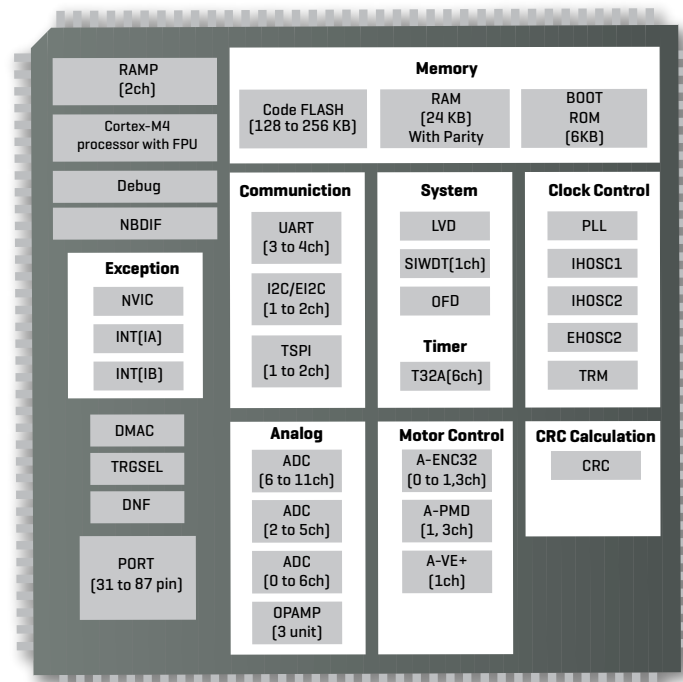 RAMP
(2ch)
Cortex-M4
processor with FPU
Debug
NBDIF
Exception
NVIC
INT(IA)
INT(IB)
DMAC
TRGSEL
DNF
PORT
(31 to 87 pin)
Memory
Code FLASH
(128 to 256 KB)
RAM
(24 KB)
With Parity
BOOT
ROM
(6KB)
Communiction
UART
(3 to 4ch)
I2C/EI2C
(1 to 2ch)
TSPI
(1 to 2ch)
System
LVD
SIWDT(1ch)
OFD
Timer
T32A(6ch)
Clock Control
PLL
IHOSC1
IHOSC2
EHOSC2
TRM
Analog
ADC
(6 to 11ch)
ADC
(2 to 5ch)
ADC
(0 to 6ch)
OPAMP
(3 unit)
Motor Control
A-ENC32
(0 to 1,3ch)
A-PMD
(1, 3ch)
A-VE+
(1ch)
CRC Calculation
CRC